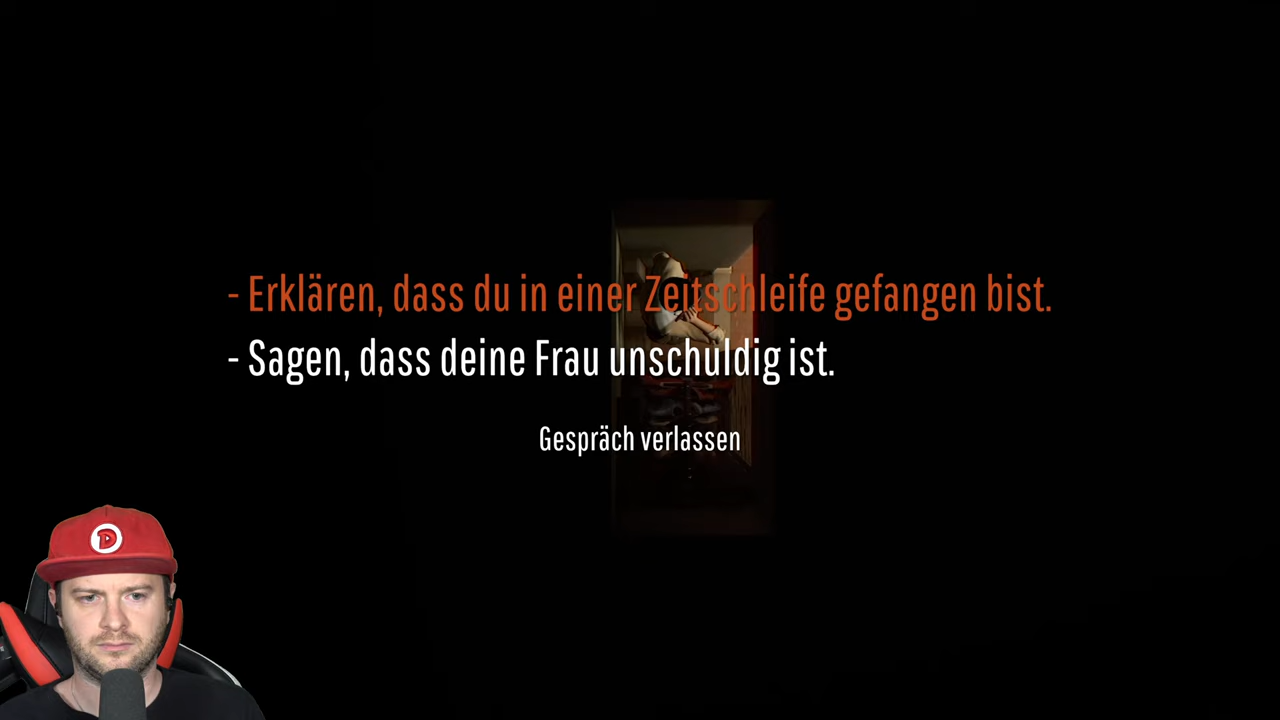 - Erklären, dass du in einer Zeitschleife gefangen bist.
- Sagen, dass deine Frau unschuldig ist.
Gespräch verlassen
D